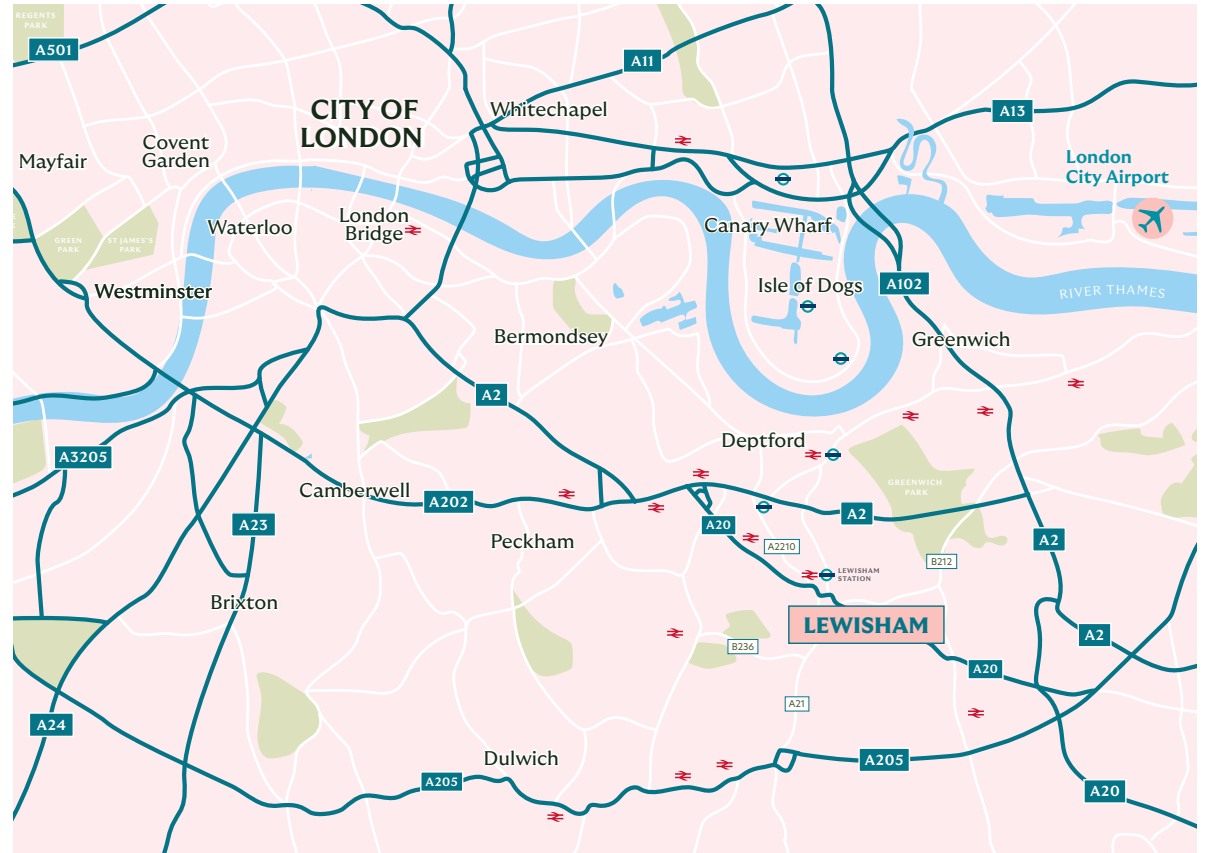 REGENTS
PARK
A501
A11
CITY OF
LONDON
Whitechapel
A13
Covent
Garden
Mayfair
London
City Airport
London
Bridge
Waterloo
Canary Wharf
GREEN
PARK
ST JAMES'S
PARK
Westminster
Isle of Dogs
A102
RIVER THAMES
Bermondsey
Greenwich
A2
Deptford
A3205
Camberwell
A202
GREENWICH
PARK
A23
A20
A2
A2
Peckham
A2210
B212
LEWISHAM
STATION
Brixton
LEWISHAM
A2
B236
A20
A21
A24
Dulwich
A205
A205
A20